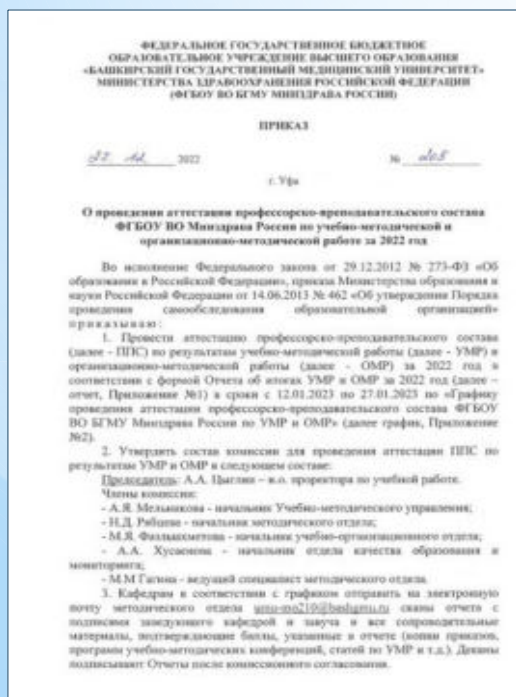 ФЕДЕРАЛЬНОЕ ГОСУДАРСТВЕННОЕ БЮДЖЕТНОЕ
ОБРАЗОВАТЕЛЬНОЕ УЧРЕЖДЕНИЕ ВЫСШЕГО ОБРАЗОВАНИЯ
«БАШКИРСКИЙ ГОСУДАРСТВЕННЫЙ МЕДИЦИНСКИЙ УНИВЕРСИТЕТ»
МИНИСТЕРСТВА ЗДРАВООХРАНЕНИЯ РОССИЙСКОЙ ФЕДЕРАЦИИ
(ФГБОУ ВО БГМУ МИНЗДРАВА РОССИИ)
ПРИКАЗ
2022 №
г. Уфа
О проведении аттестации профессорско-преподавательского состава
ФГБОУ ВО Минздрава России по учебно-методической и
организационно-методической работе за 2022 год
Во исполнение Федерального закона от 29.12.2012 № 273-ФЗ «Об
образовании в Российской Федерации», приказа Министерства образования и
науки Российской Федерации от 14.06.2013 № 462 «Об утверждении Порядка
проведения самообследования образовательной организацией»
приказываю:
1. Провести аттестацию профессорско-преподавательского состава
(далее - ППС) по результатам учебно-методической работы (далее - УМР) и
организационно-методической работы (далее - ОМР) за 2022 год в
соответствии с формой Отчета об итогах УМР и ОМР за 2022 год (далее –
отчет, Приложение №1) в сроки с 12.01.2023 по 27.01.2023 по «Графику
проведения аттестации профессорско-преподавательского состава ФГБОУ
ВО БГМУ Минздрава России по УМР и ОМР» (далее график, Приложение
№2).
2. Утвердить состав комиссии для проведения аттестации ППС по
результатам УМР и ОМР в следующем составе:
Председатель: А.А. Цыглин – и.о. проректора по учебной работе.
Члены комиссии:
- А.Я. Мельникова - начальник Учебно-методического управления;
- Н.Д. Рябцева - начальник методического отдела;
- М.Я. Фазлыахметова - начальник учебно-организационного отдела;
- А.А. Хусаенова - начальник отдела качества образования и
мониторинга;
- М.М Гатина - ведущий специалист методического отдела.
3. Кафедрам в соответствии с графиком отправить на электронную
почту методического отдела umu-mo210@bashgmu.ru сканы отчета с
подписями заведующего кафедрой и завуча и все сопроводительные
материалы, подтверждающие баллы, указанные в отчете (копии приказов,
программ учебно-методических конференций, статей по УМР и т.д.). Деканы
подписывают Отчеты после комиссионного согласования.